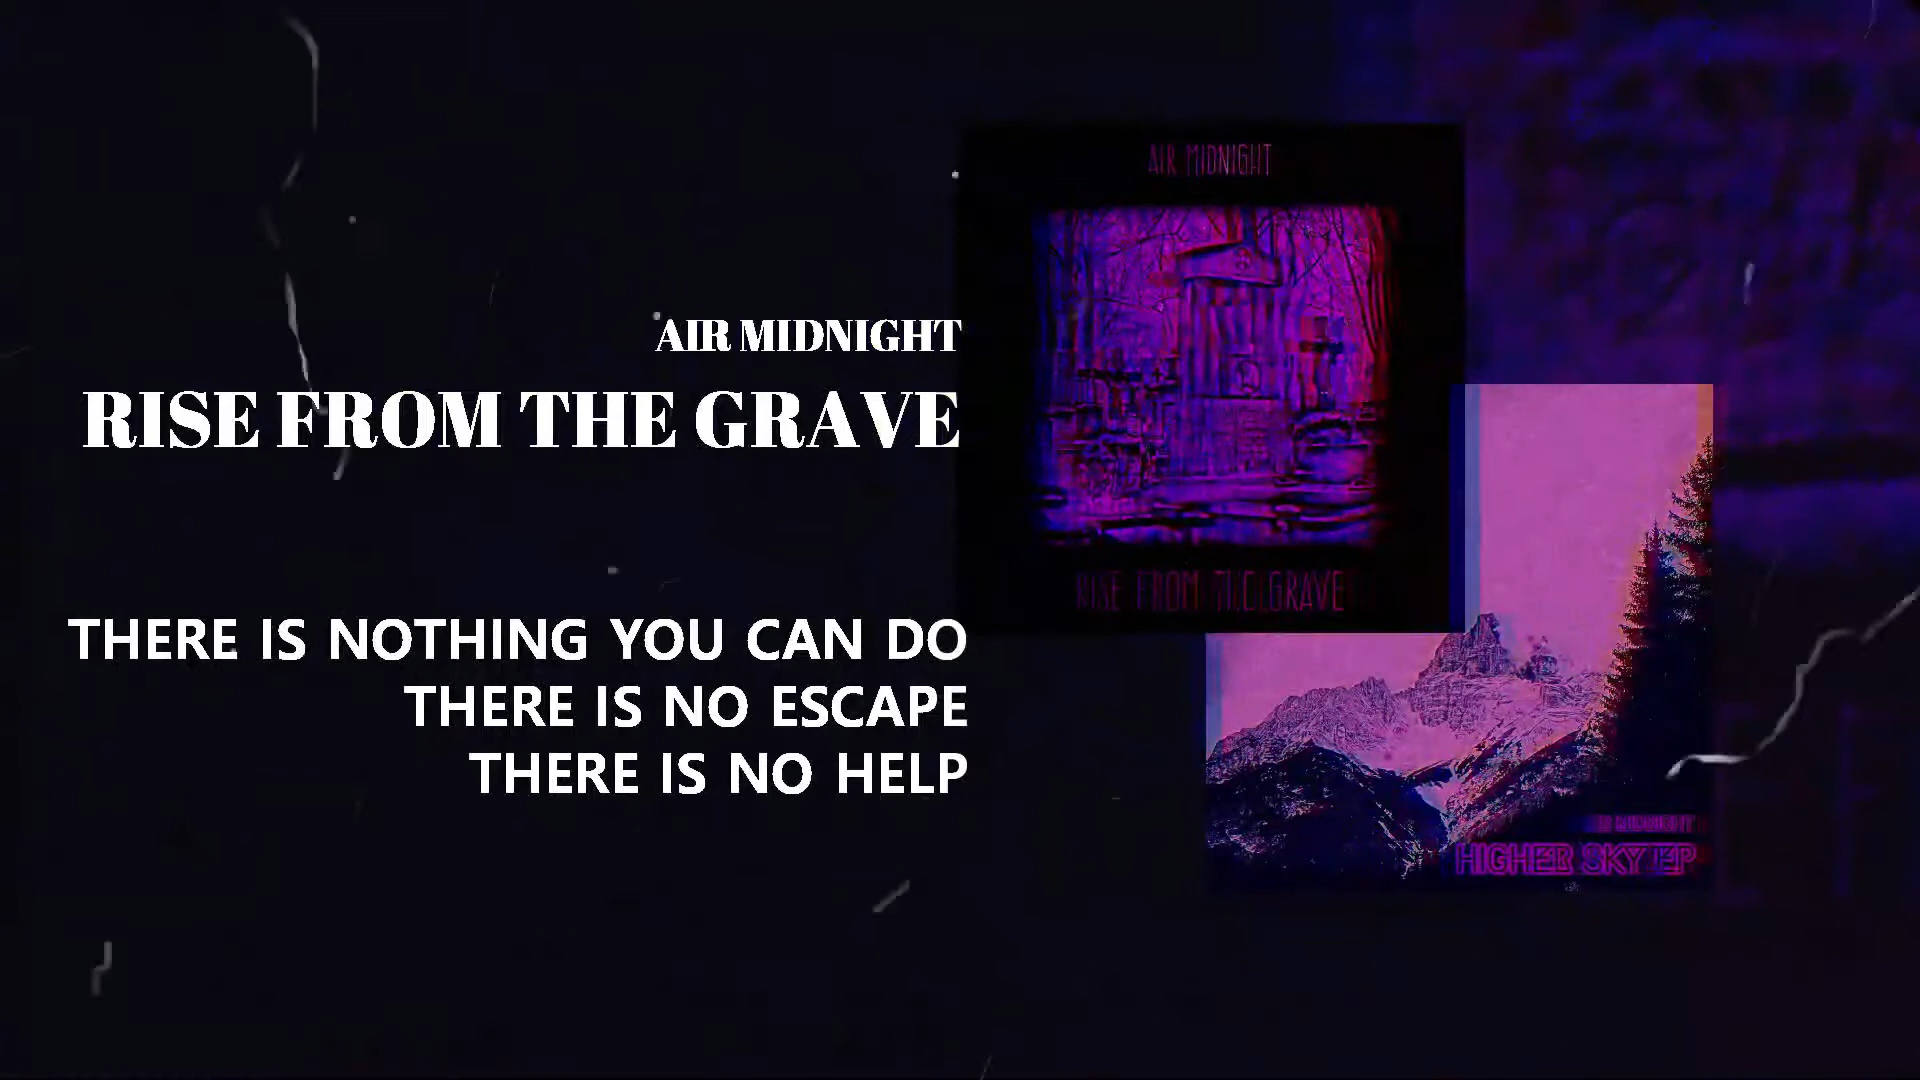 AIR MIDNIGHT
RISE FROM THE GRAVE
THERE IS NOTHING YOU CAN DO
THERE IS NO ESCAPE
THERE IS NO HELP
AIR MIDNIGHT
RISE FROM THE GRAVE
MIDNIGHT
HIGHER SKY EP